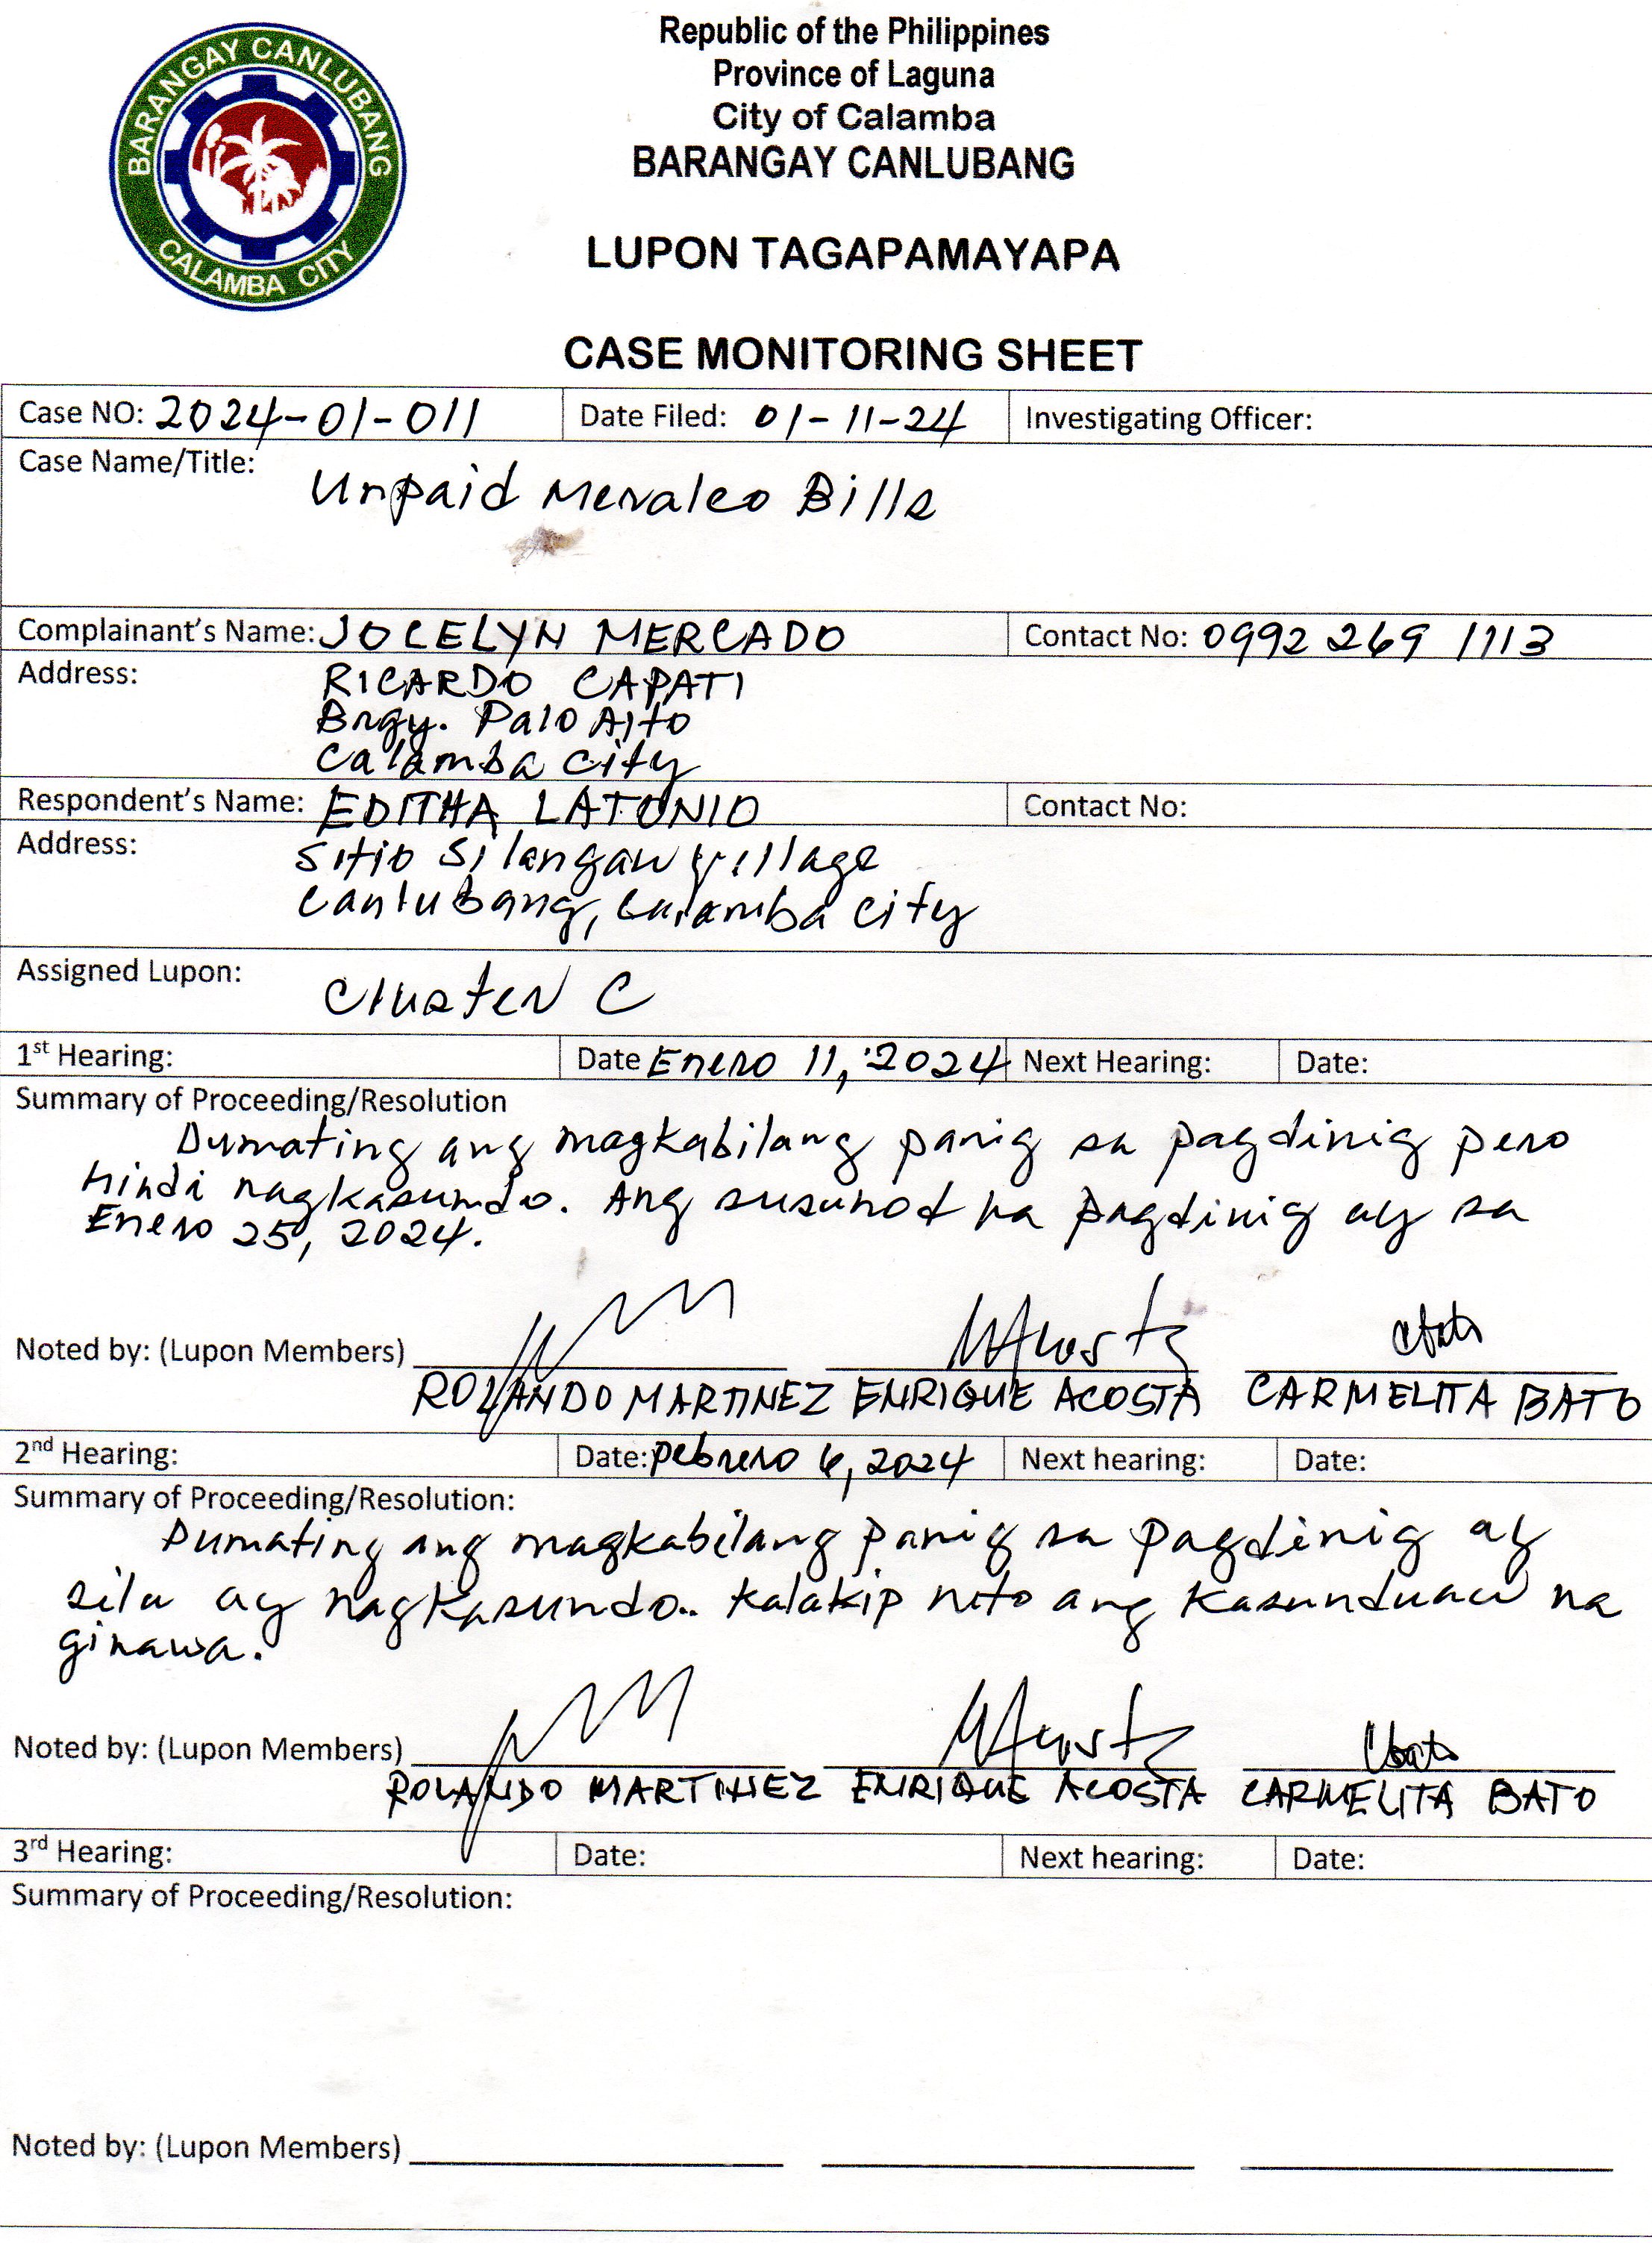 BARANGAY CANLUBANG
CALAMBA CITY
Republic of the Philippines
Province of Laguna
City of Calamba
BARANGAY CANLUBANG
LUPON TAGAPAMAYAPA
CASE MONITORING SHEET
Case NO: 2024-01-011 Date Filed: 01-11-24 Investigating Officer:
Case Name/Title:
Unpaid Meralco Bills
Complainant's Name: JOCELYN MERCADO Contact No: 0992 269 1113
Address: RICARDO CAPATI
Brgy. Palo Alto
Calamba City
Respondent's Name: EDITHA LATONIO Contact No:
Address: Sitio Silangan Village
Canlubang, Calamba City
Assigned Lupon: Cluster C
1st Hearing: Date Enero 11, 2024 Next Hearing: Date:
Summary of Proceeding/Resolution
Dumating ang magkabilang panig sa pagdinig pero
hindi nagkasundo. Ang susunod na pagdinig ay sa
Enero 25, 2024.
Noted by: (Lupon Members)
ROLANDO MARTINEZ ENRIQUE ACOSTA CARMELITA BATO
2nd Hearing: Date: Pebrero 6, 2024 Next hearing: Date:
Summary of Proceeding/Resolution:
Dumating ang magkabilang panig sa pagdinig ay
sila ay nagkasundo.. Kalakip nito ang kasunduan na
ginawa.
Noted by: (Lupon Members)
ROLANDO MARTINEZ ENRIQUE ACOSTA CARMELITA BATO
3rd Hearing: Date: Next hearing: Date:
Summary of Proceeding/Resolution:
Noted by: (Lupon Members)